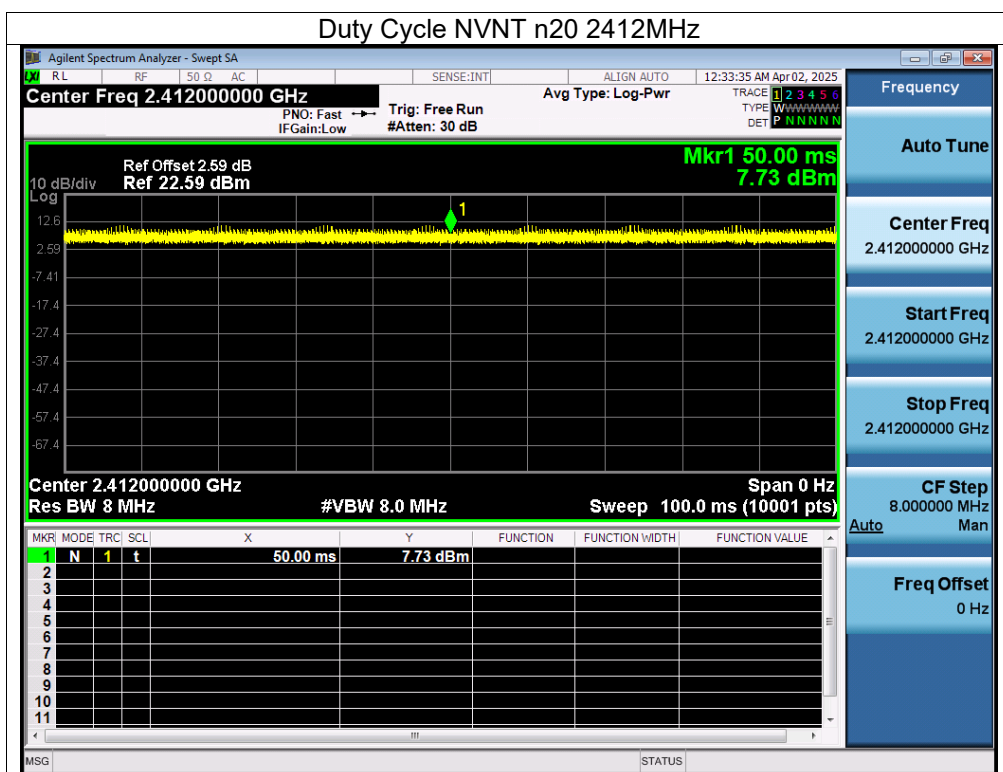 Duty Cycle NVNT n20 2412MHz
Agilent Spectrum Analyzer - Swept SA
LXI RL RF 50 Ω AC SENSE:INT ALIGN AUTO 12:33:35 AM Apr 02, 2025
Center Freq 2.412000000 GHz
PNO: Fast
IFGain:Low
Trig: Free Run
#Atten: 30 dB
Avg Type: Log-Pwr
TRACE 1 2 3 4 5 6
TYPE WWWWWWW
DET P N N N N N
Mkr1 50.00 ms
7.73 dBm
Ref Offset 2.59 dB
10 dB/div Ref 22.59 dBm
Log
1
12.6
2.59
-7.41
-17.4
-27.4
-37.4
-47.4
-57.4
-67.4
Center 2.412000000 GHz Span 0 Hz
Res BW 8 MHz #VBW 8.0 MHz Sweep 100.0 ms (10001 pts)
MKR MODE TRC SCL X Y FUNCTION FUNCTION WIDTH FUNCTION VALUE
1 N 1 t 50.00 ms 7.73 dBm
2
3
4
5
6
7
8
9
10
11
MSG STATUS
Frequency
Auto Tune
Center Freq
2.412000000 GHz
Start Freq
2.412000000 GHz
Stop Freq
2.412000000 GHz
CF Step
8.000000 MHz
Auto Man
Freq Offset
0 Hz